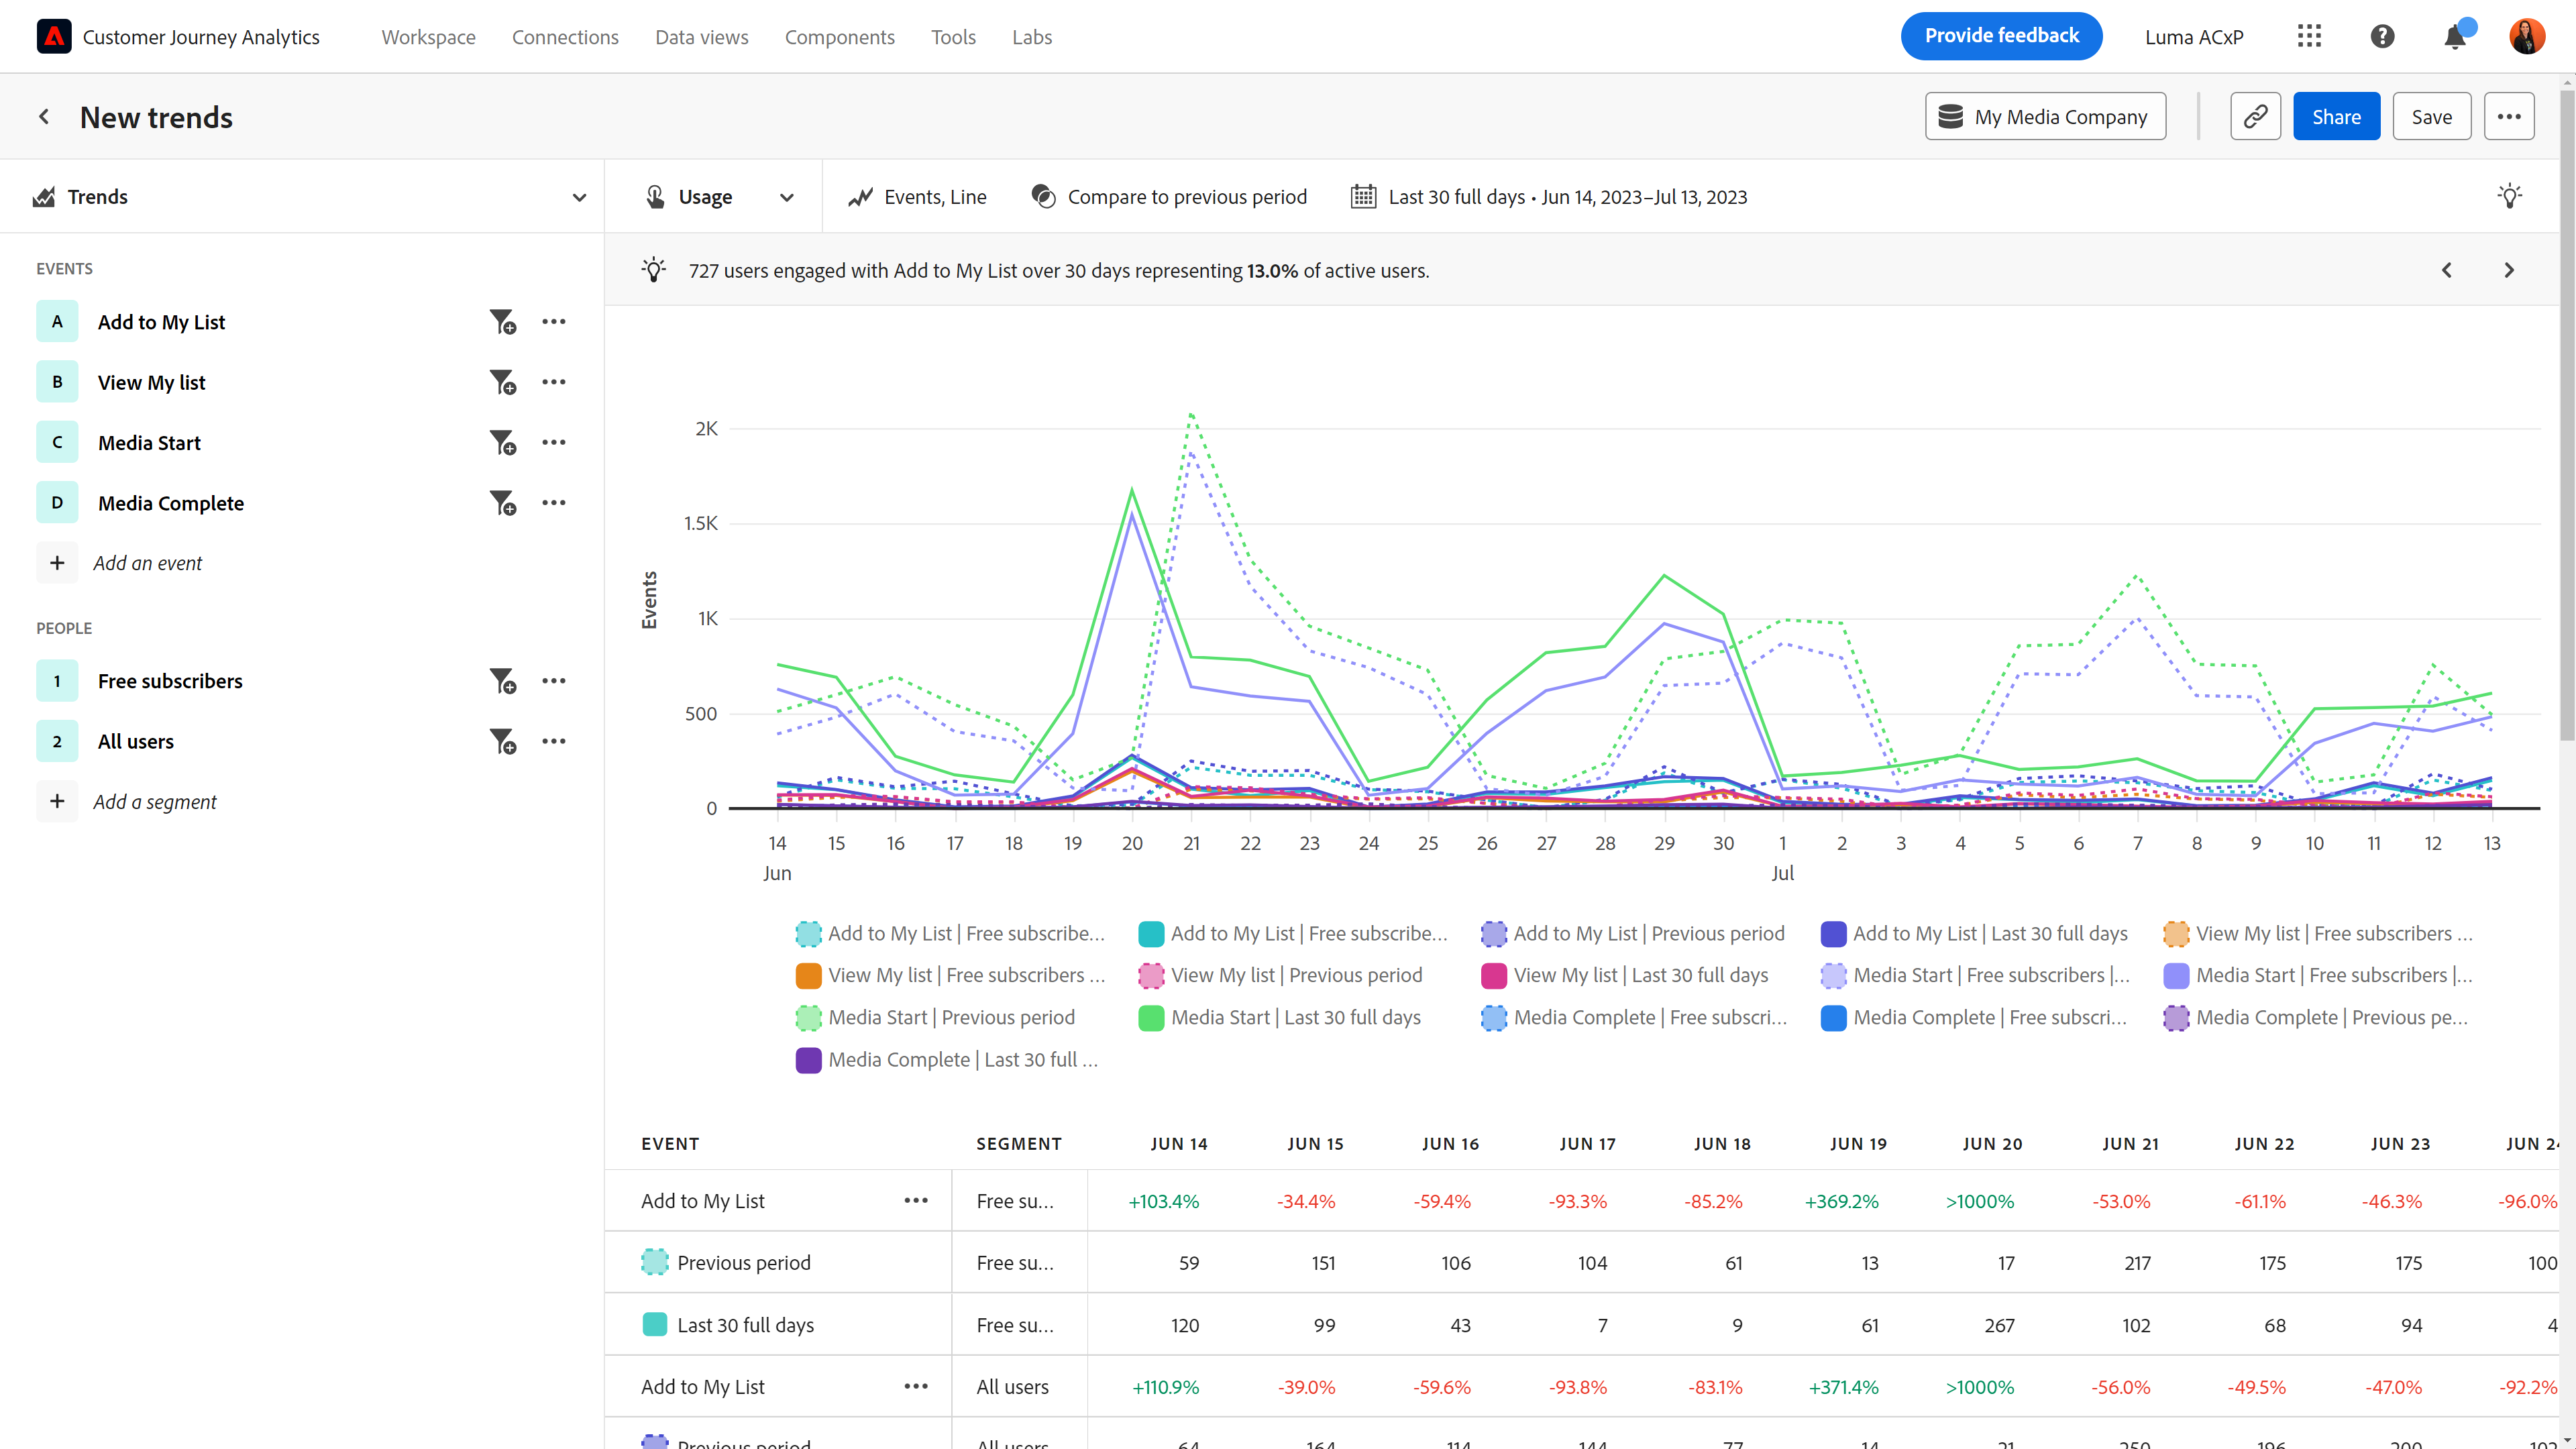 Customer Journey Analytics Workspace Connections Data views Components Tools Labs Provide feedback Luma ACxP
New trends My Media Company Share Save
Trends Usage Events, Line Compare to previous period Last 30 full days • Jun 14, 2023–Jul 13, 2023
727 users engaged with Add to My List over 30 days representing 13.0% of active users.
EVENTS
A Add to My List
B View My list
C Media Start
D Media Complete
+ Add an event
PEOPLE
1 Free subscribers
2 All users
+ Add a segment
Events
2K
1.5K
1K
500
0
14 15 16 17 18 19 20 21 22 23 24 25 26 27 28 29 30 1 2 3 4 5 6 7 8 9 10 11 12 13
Jun Jul
Add to My List | Free subscribe... Add to My List | Free subscribe... Add to My List | Previous period Add to My List | Last 30 full days View My list | Free subscribers ...
View My list | Free subscribers ... View My list | Previous period View My list | Last 30 full days Media Start | Free subscribers |... Media Start | Free subscribers |...
Media Start | Previous period Media Start | Last 30 full days Media Complete | Free subscri... Media Complete | Free subscri... Media Complete | Previous pe...
Media Complete | Last 30 full ...
EVENT SEGMENT JUN 14 JUN 15 JUN 16 JUN 17 JUN 18 JUN 19 JUN 20 JUN 21 JUN 22 JUN 23 JUN 24
Add to My List Free su... +103.4% -34.4% -59.4% -93.3% -85.2% +369.2% >1000% -53.0% -61.1% -46.3% -96.0%
Previous period Free su... 59 151 106 104 61 13 17 217 175 175 100
Last 30 full days Free su... 120 99 43 7 9 61 267 102 68 94 4
Add to My List All users +110.9% -39.0% -59.6% -93.8% -83.1% +371.4% >1000% -56.0% -49.5% -47.0% -92.2%
Previous period All users 64 164 114 144 77 14 21 250 196 200 102